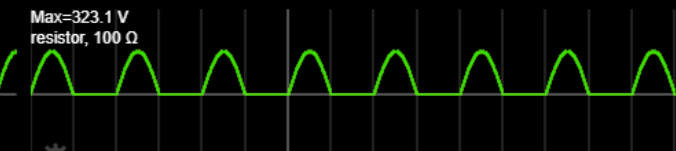 Max=323.1 V
resistor, 100 Ω